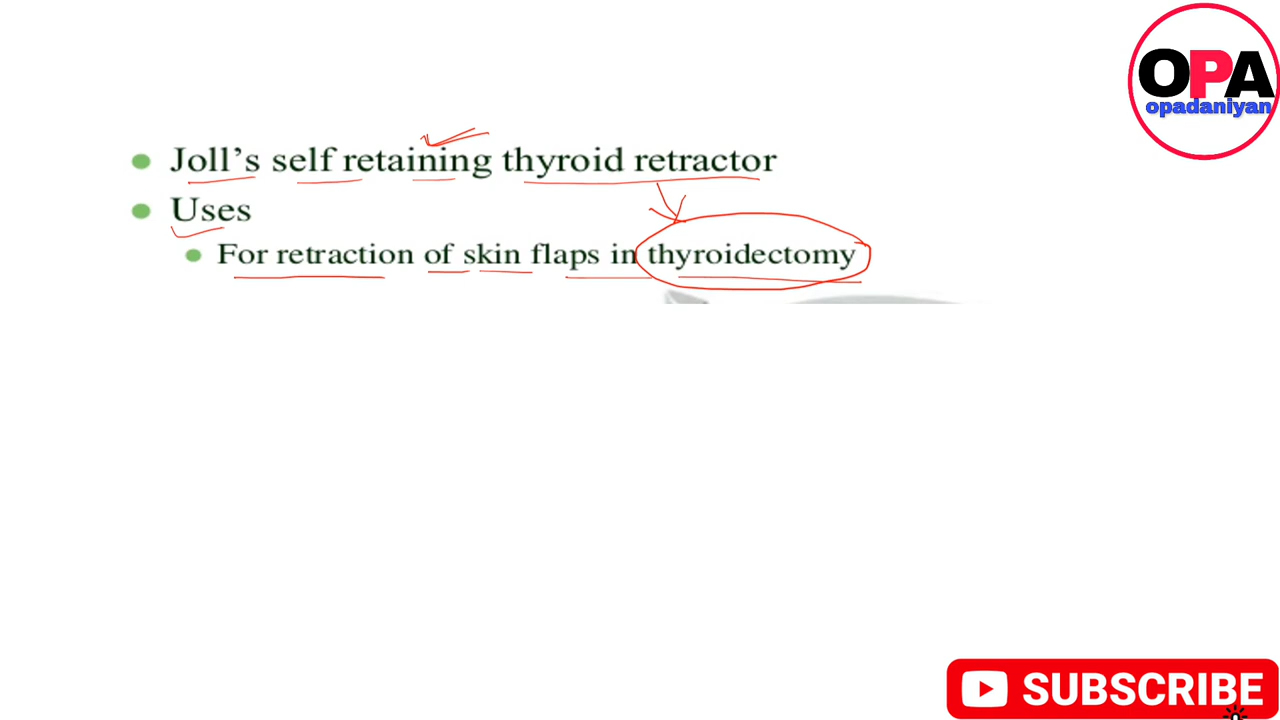 OPA
opadaniyan
Joll's self retaining thyroid retractor
Uses
For retraction of skin flaps in thyroidectomy
SUBSCRIBE